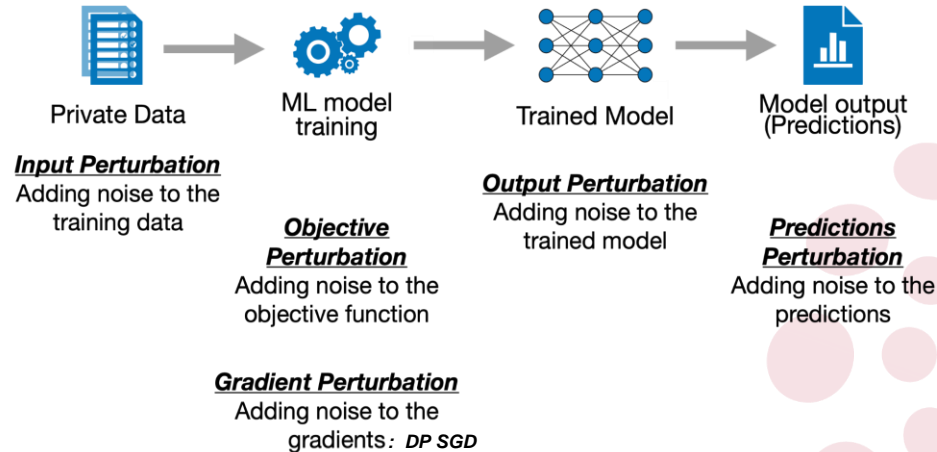 Private Data
ML model
training
Trained Model
Model output
(Predictions)
Input Perturbation
Adding noise to the
training data
Objective
Perturbation
Adding noise to the
objective function
Gradient Perturbation
Adding noise to the
gradients: DP SGD
Output Perturbation
Adding noise to the
trained model
Predictions
Perturbation
Adding noise to the
predictions